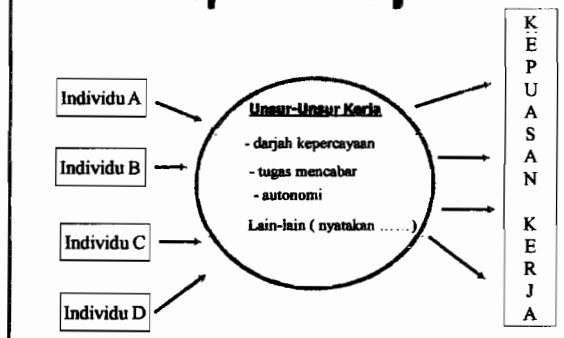 Individu A
Individu B
Individu C
Individu D
Unsur-Unsur Kerja
- darjah kepercayaan
- tugas mencabar
- autonomi
Lain-lain ( nyatakan ...... )
KEPUASAN
KERJA